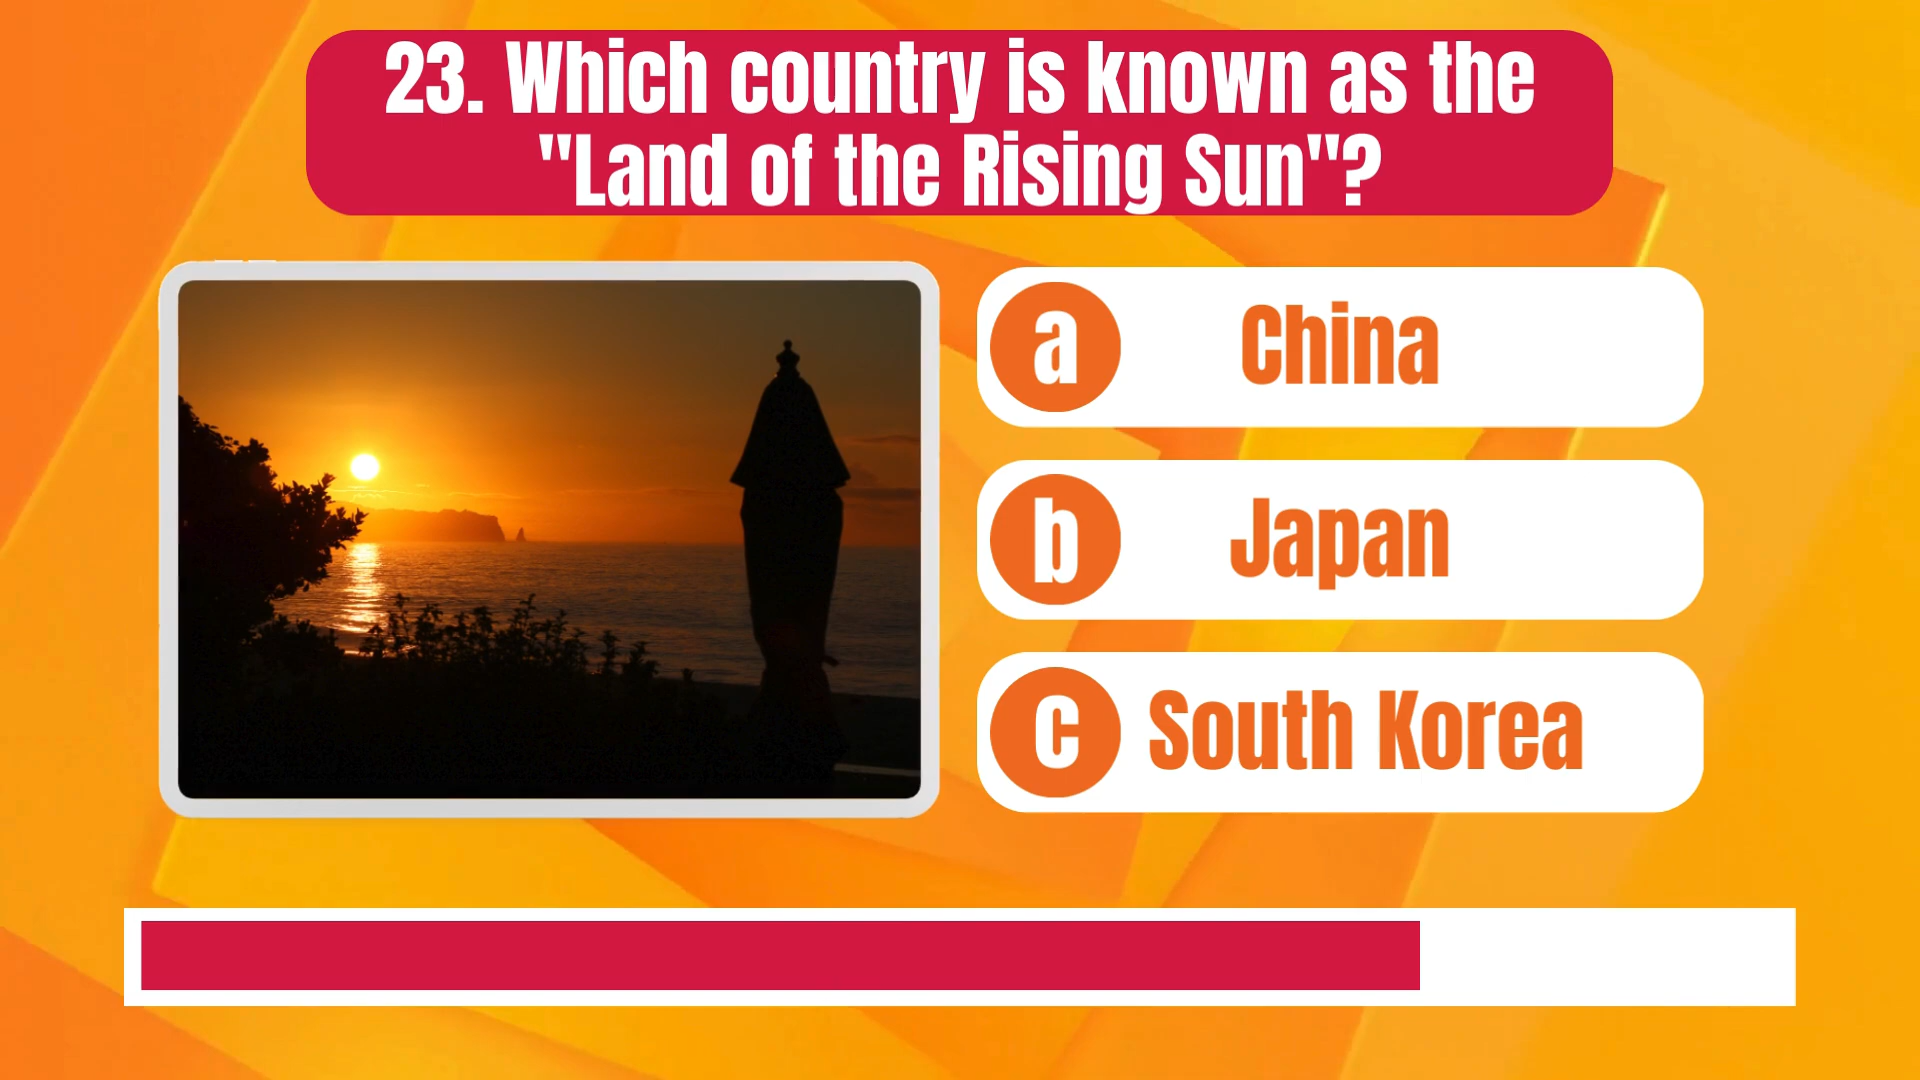 23. Which country is known as the
"Land of the Rising Sun"?
a China
b Japan
c South Korea